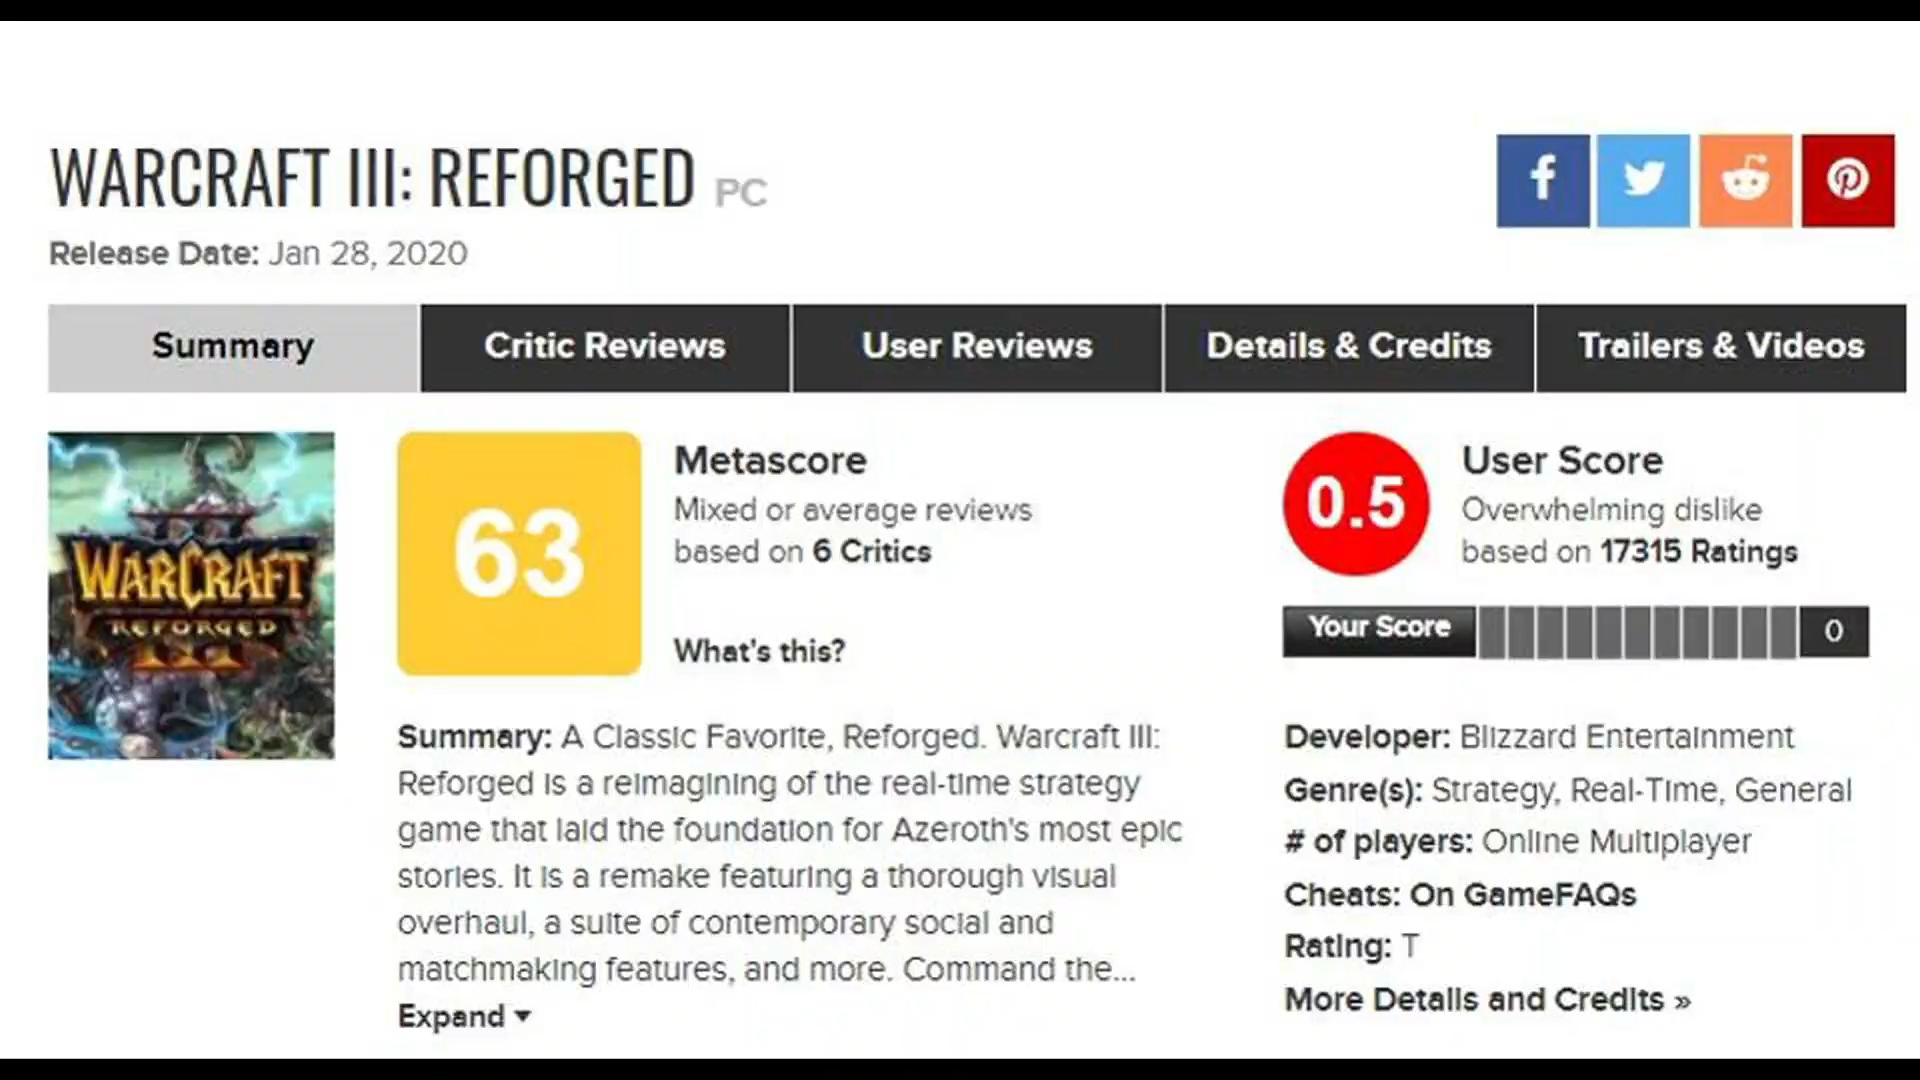 WARCRAFT III: REFORGED PC
Release Date: Jan 28, 2020
Summary Critic Reviews User Reviews Details & Credits Trailers & Videos
WARCRAFT
REFORGED
III
63
Metascore
Mixed or average reviews
based on 6 Critics
What's this?
0.5
User Score
Overwhelming dislike
based on 17315 Ratings
Your Score 0
Summary: A Classic Favorite, Reforged. Warcraft III:
Reforged is a reimagining of the real-time strategy
game that laid the foundation for Azeroth's most epic
stories. It is a remake featuring a thorough visual
overhaul, a suite of contemporary social and
matchmaking features, and more. Command the...
Expand
Developer: Blizzard Entertainment
Genre(s): Strategy, Real-Time, General
# of players: Online Multiplayer
Cheats: On GameFAQs
Rating: T
More Details and Credits »